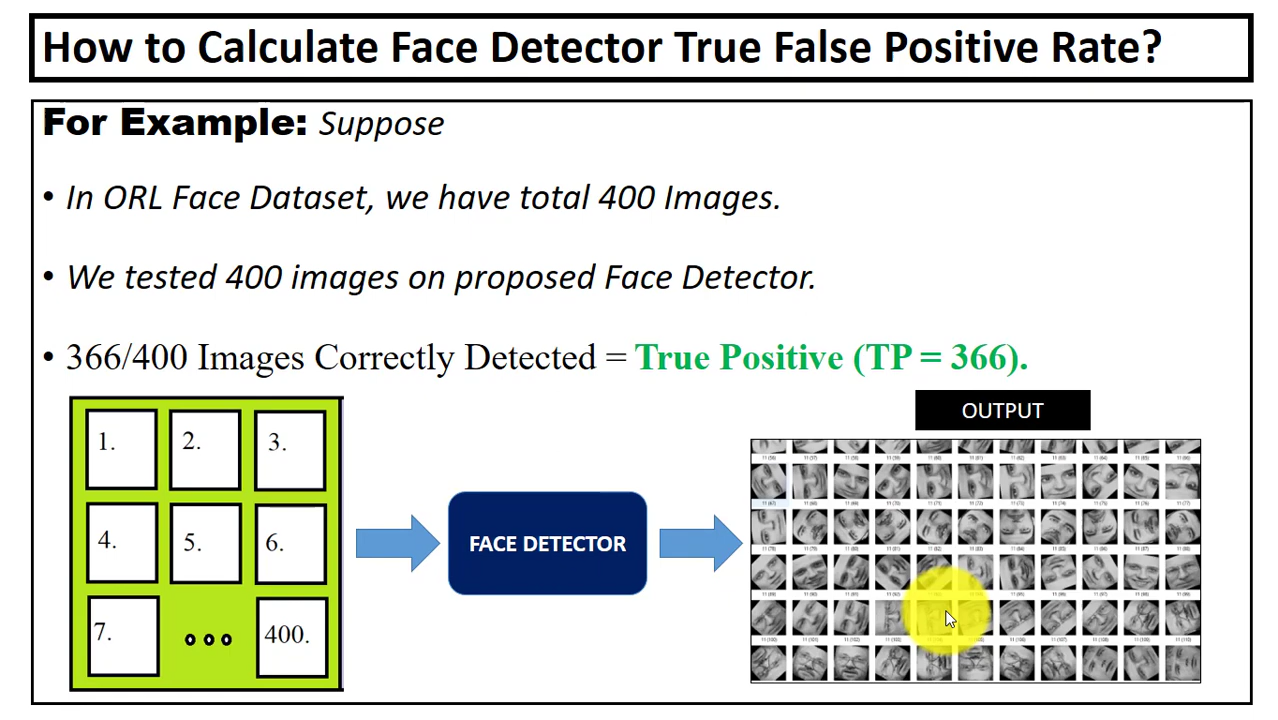 How to Calculate Face Detector True False Positive Rate?
For Example: Suppose
• In ORL Face Dataset, we have total 400 Images.
• We tested 400 images on proposed Face Detector.
• 366/400 Images Correctly Detected = True Positive (TP = 366).
OUTPUT
1. 2. 3.
4. 5. 6.
7. 400.
FACE DETECTOR